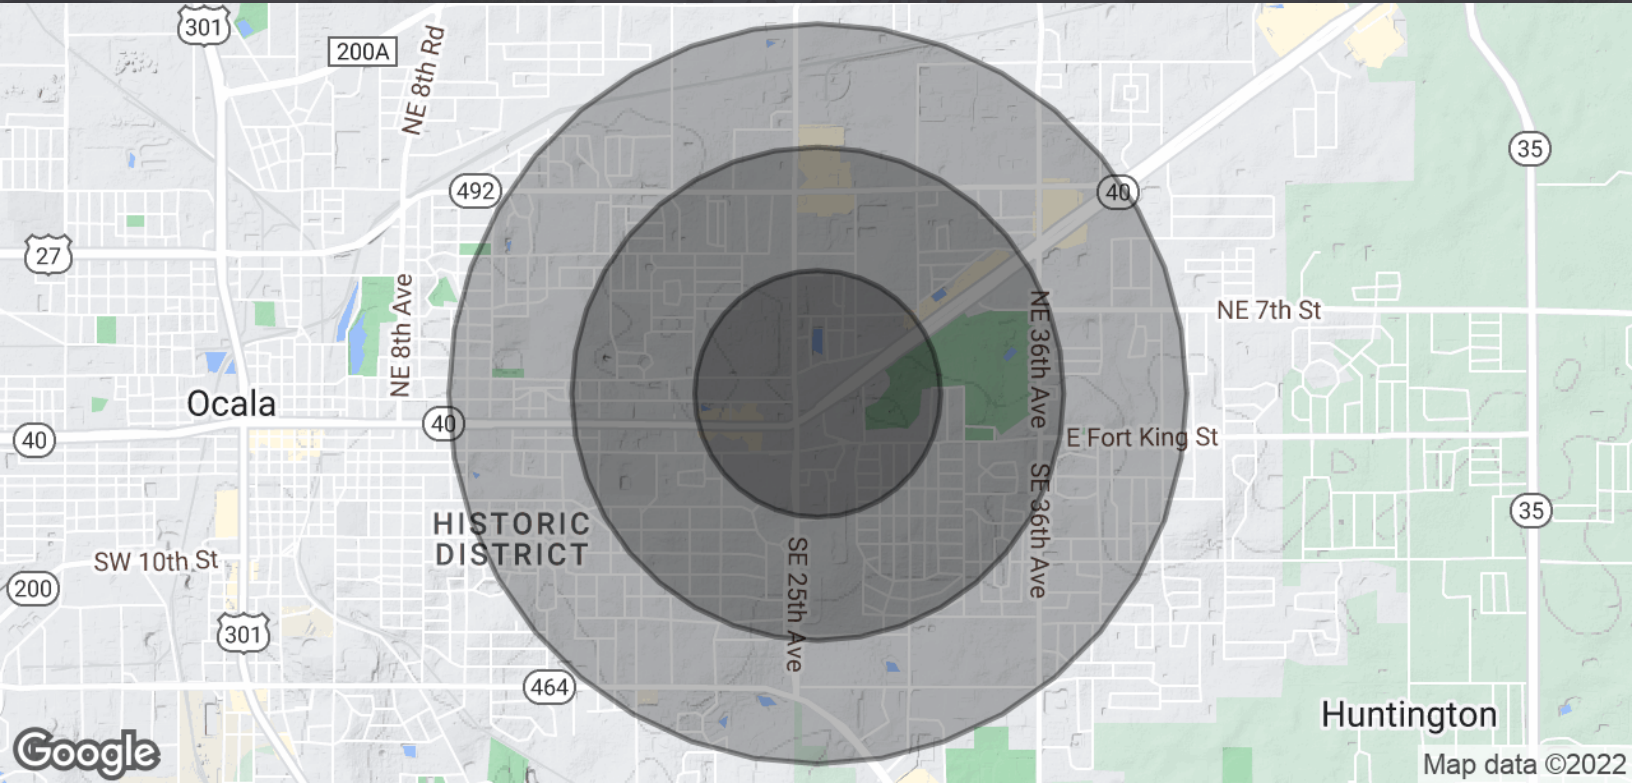 301
200A
NE 8th Rd
35
492
40
27
NE 8th Ave
NE 36th Ave
NE 7th St
Ocala
40
40
E Fort King St
SE 36th Ave
35
HISTORIC
DISTRICT
SE 25th Ave
SW 10th St
200
301
464
Huntington
Google
Map data ©2022